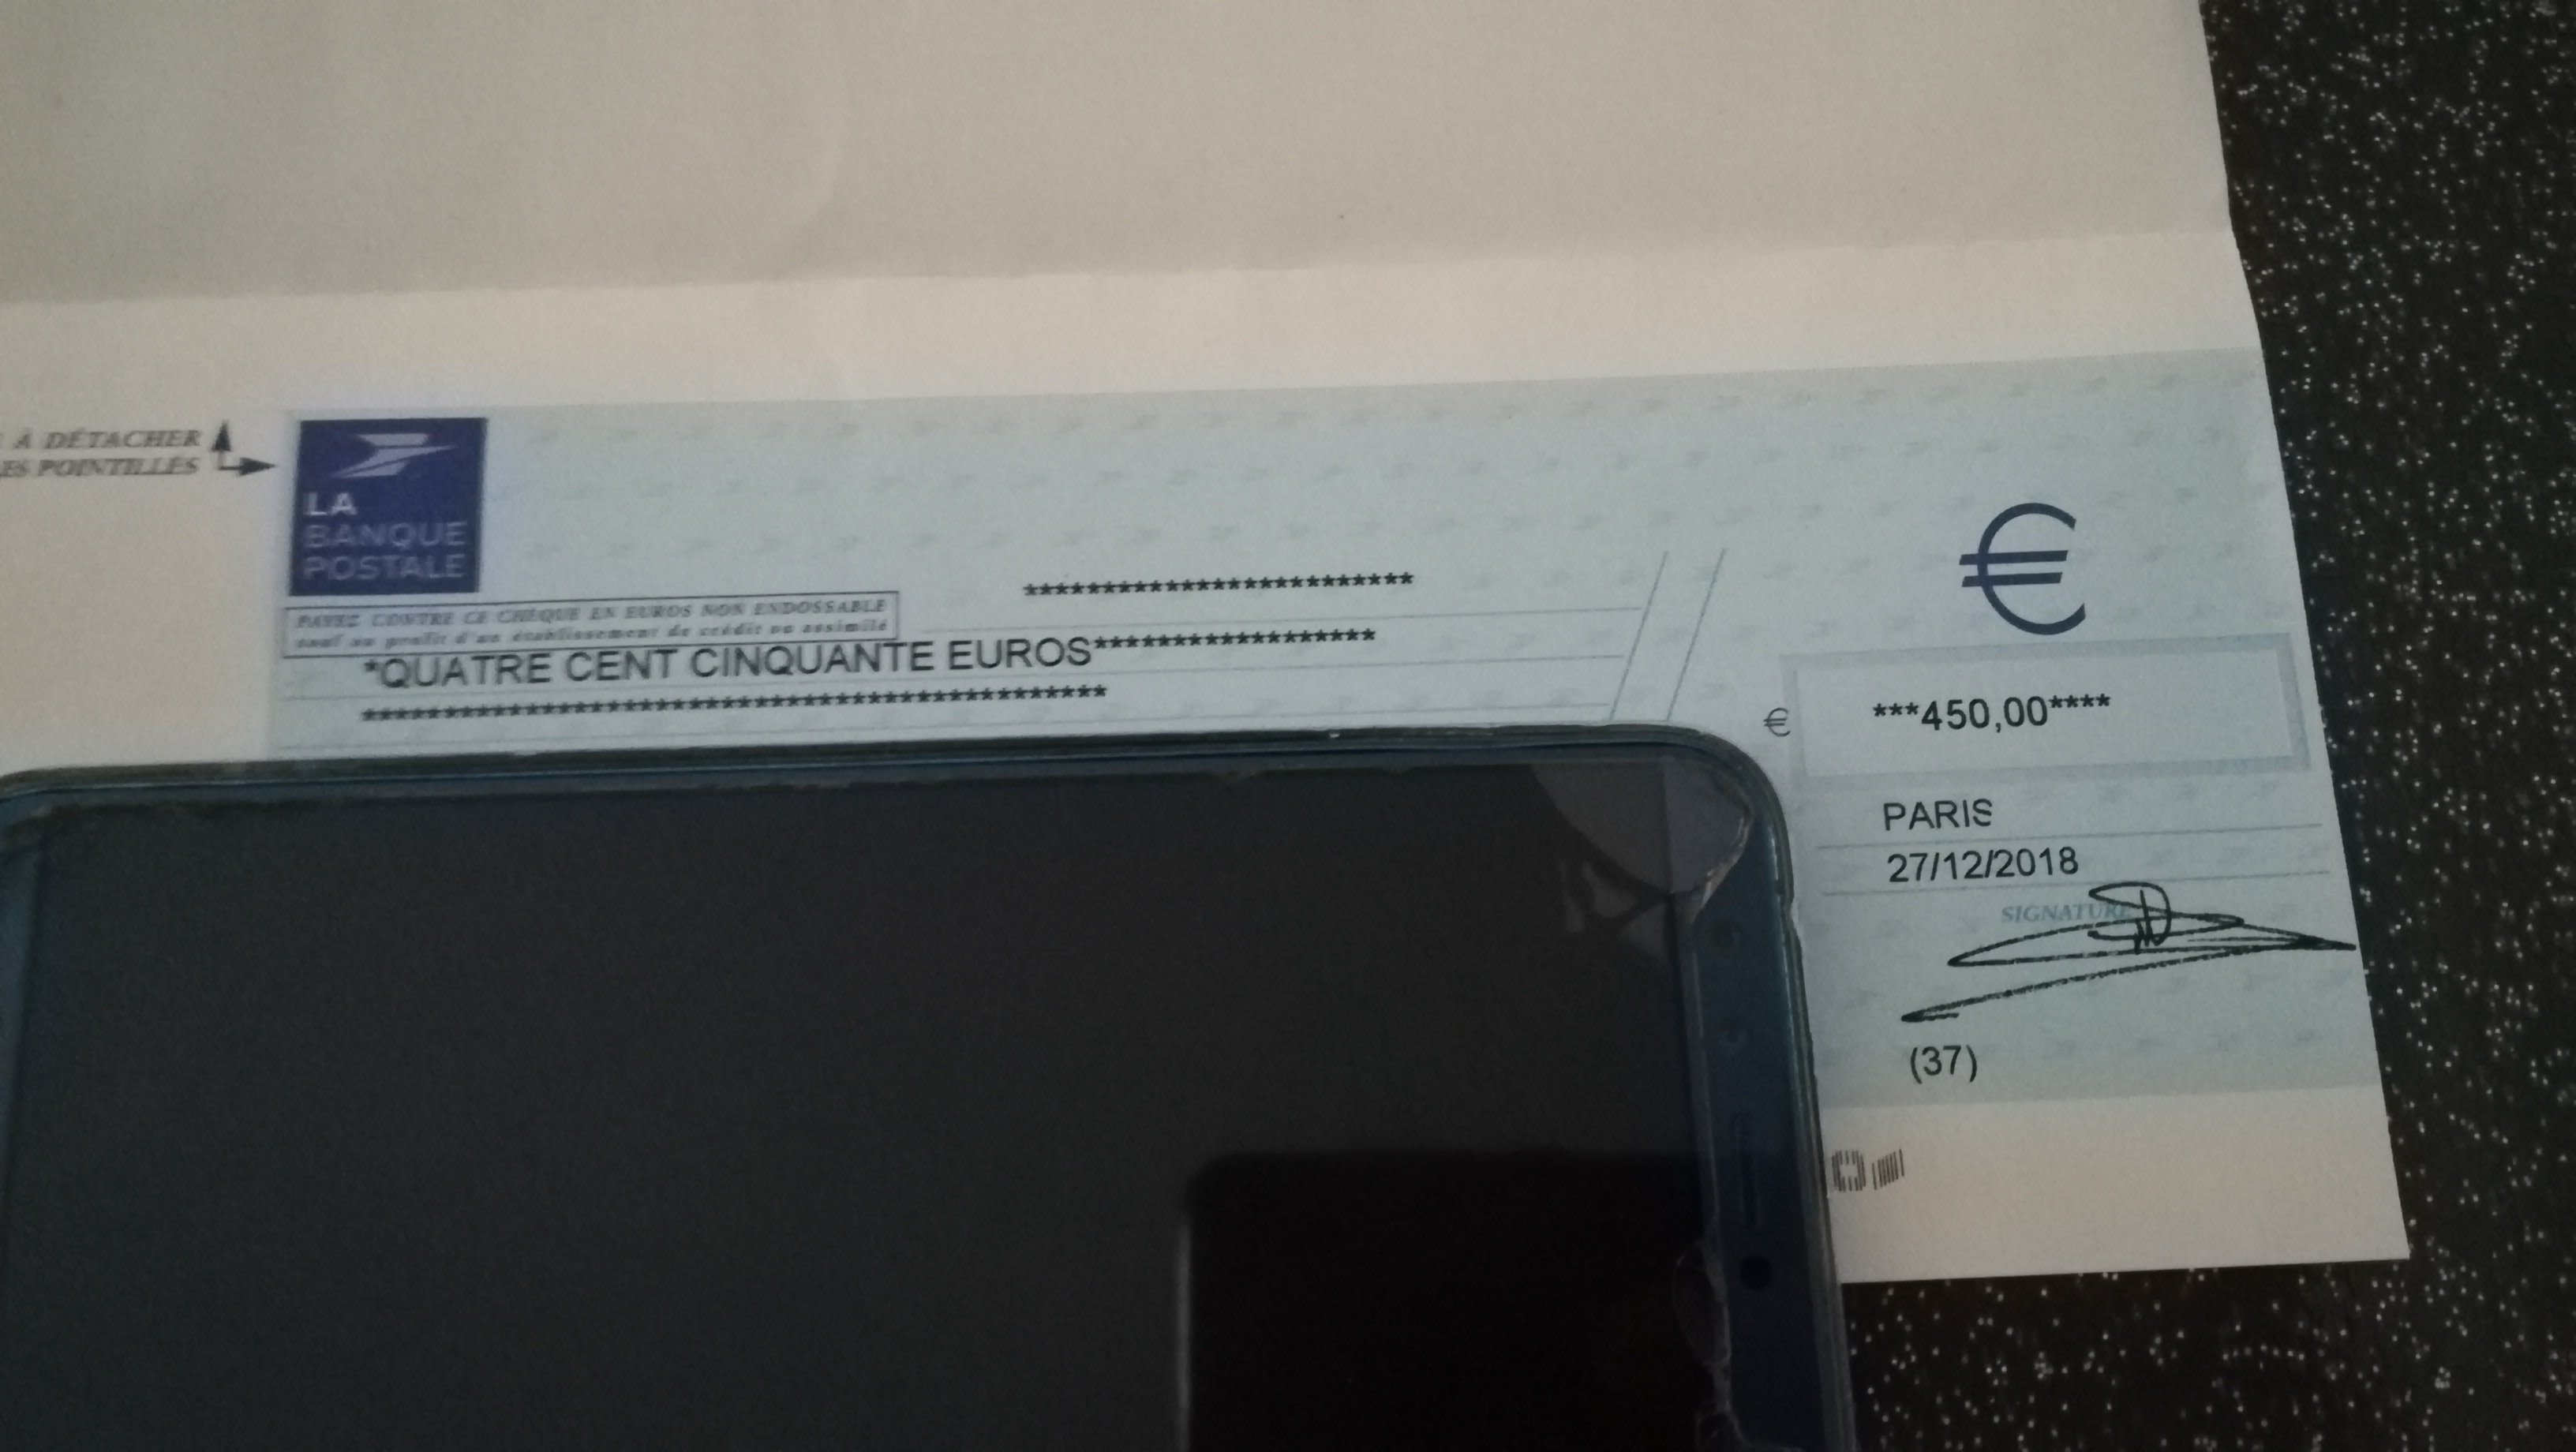 À DÉTACHER
ES POINTILLÉS
LA
BANQUE
POSTALE
€
*************************
PAYEZ CONTRE CE CHÈQUE EN EUROS NON ENDOSSABLE
sauf au profit d'un établissement de crédit ou assimilé
*QUATRE CENT CINQUANTE EUROS******************
**********************************************
€ ***450,00****
PARIS
27/12/2018
SIGNATURE
(37)